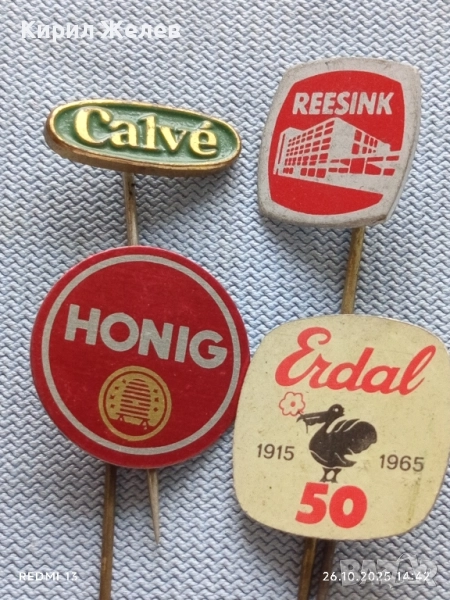 Кирил Желев
Calvé
REESINK
HONIG
Erdal
1915 1965
50
REDMI 13
26.10.2025 14:42